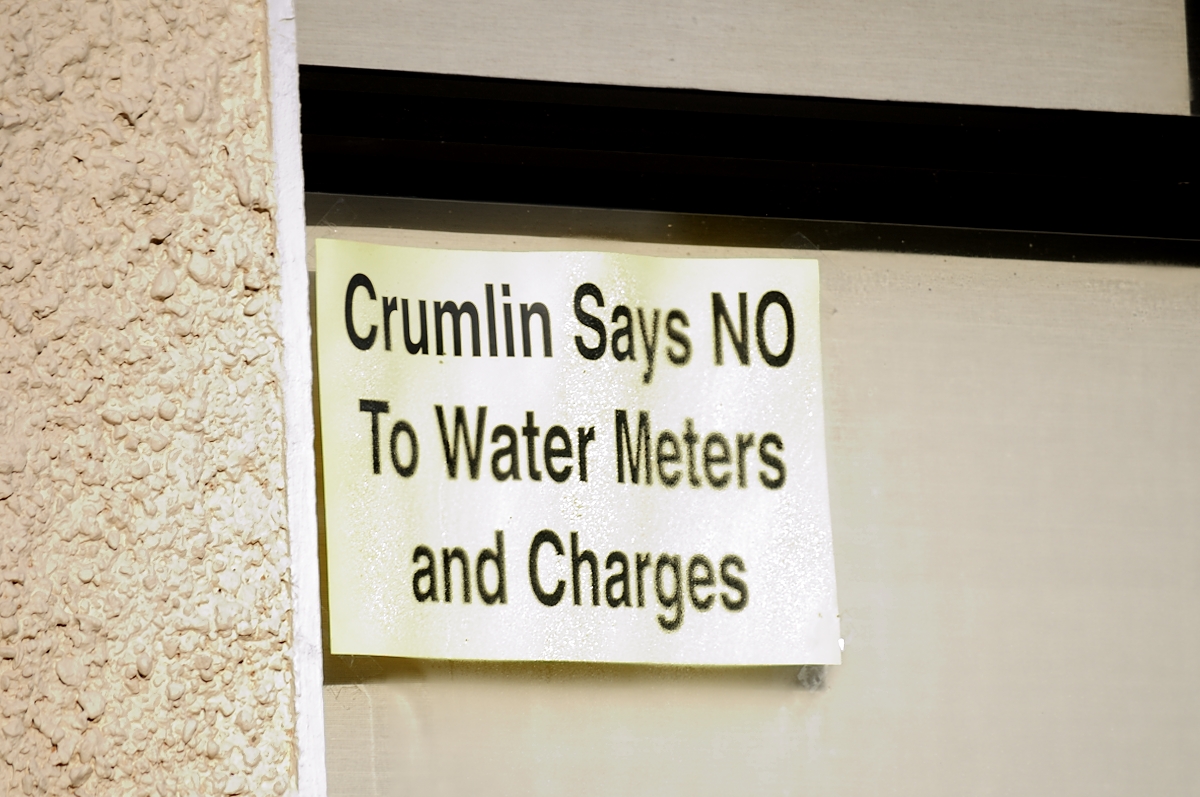 Crumlin Says NO
To Water Meters
and Charges